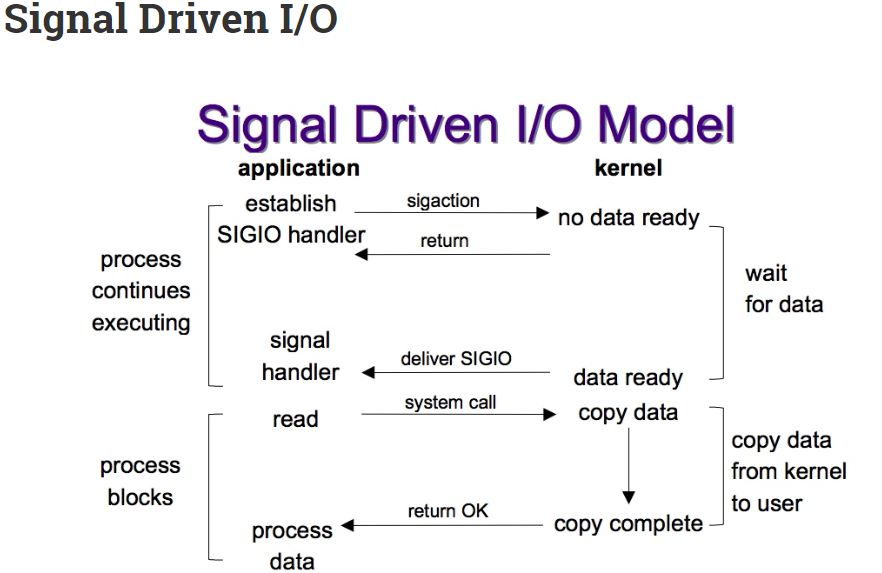 Signal Driven I/O
Signal Driven I/O Model
application
kernel
establish
SIGIO handler
sigaction
no data ready
return
process
continues
executing
wait
for data
signal
handler
deliver SIGIO
data ready
read
system call
copy data
process
blocks
copy data
from kernel
to user
process
data
return OK
copy complete